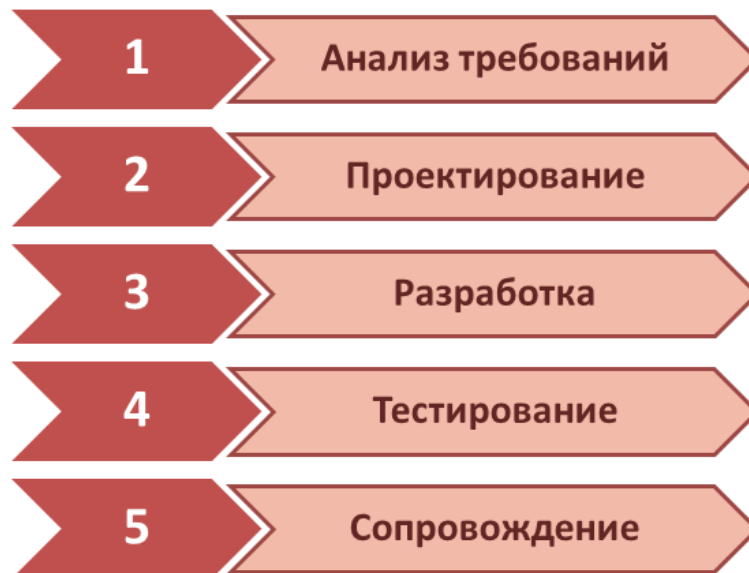 1 Анализ требований
2 Проектирование
3 Разработка
4 Тестирование
5 Сопровождение